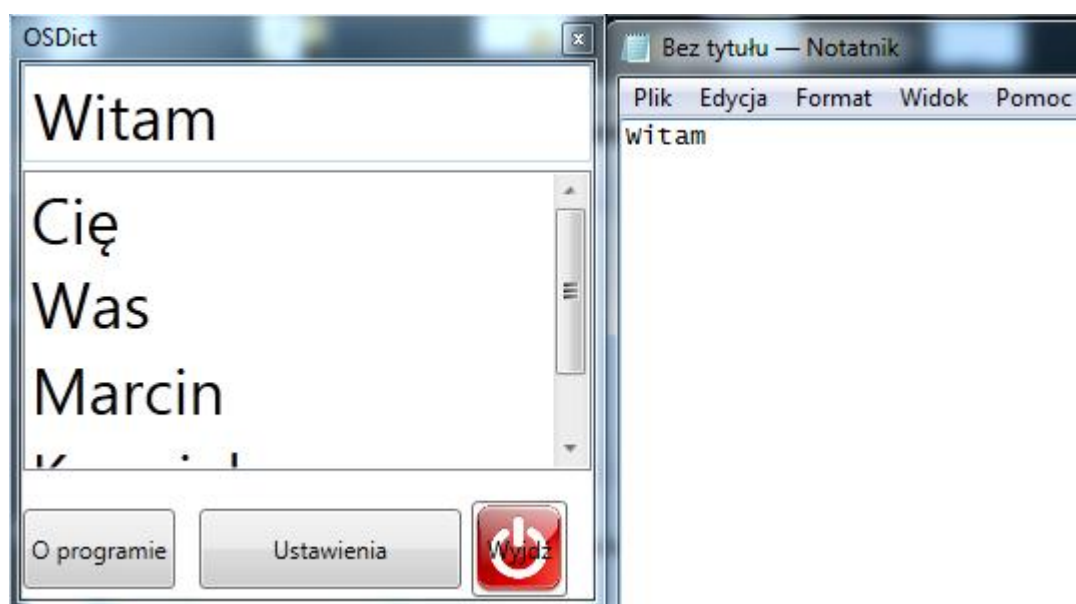 OSDict
Witam
Cię
Was
Marcin
O programie
Ustawienia
Wyjdź
Bez tytułu — Notatnik
Plik Edycja Format Widok Pomoc
Witam